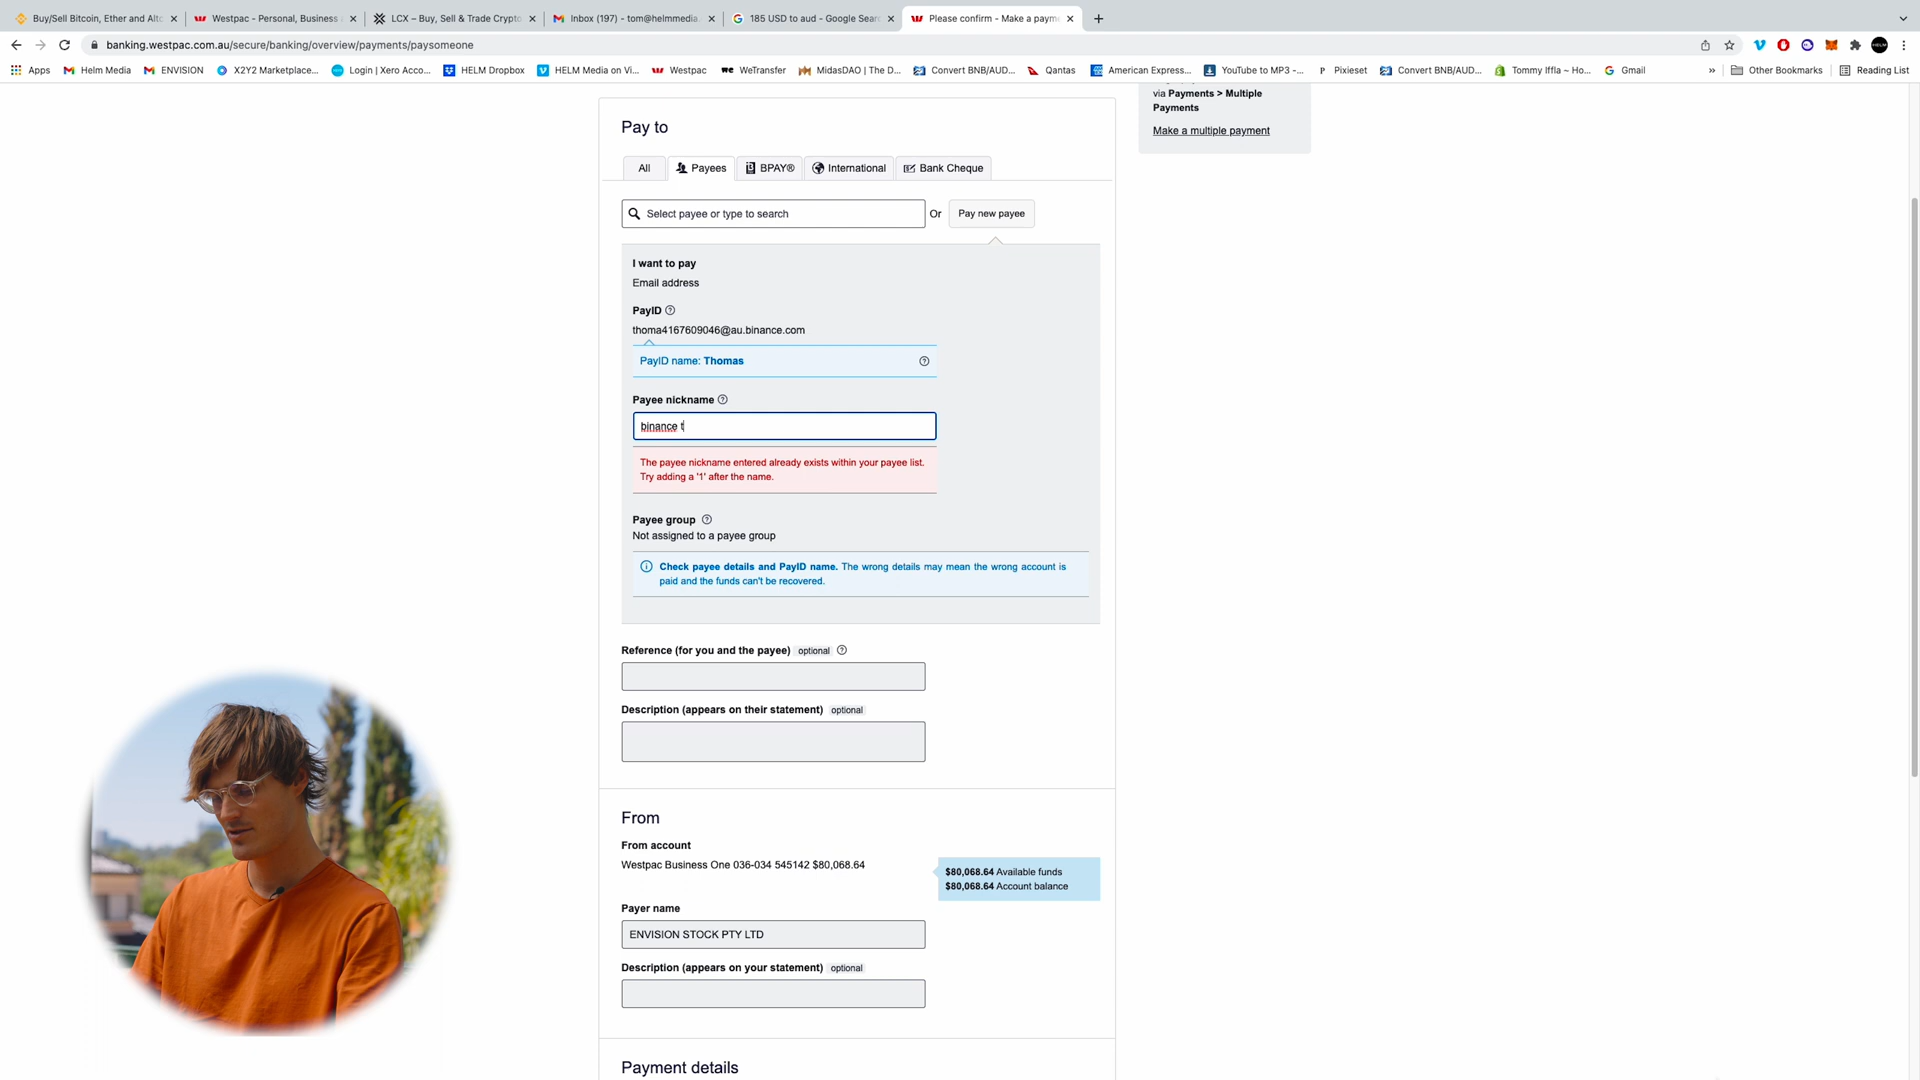 Buy/Sell Bitcoin, Ether and Altc
Westpac - Personal, Business
LCX – Buy, Sell & Trade Crypto
Inbox (197) - tom@helmmedia.
185 USD to aud - Google Sear
Please confirm - Make a payme
banking.westpac.com.au/secure/banking/overview/payments/paysomeone
Apps
Helm Media
ENVISION
X2Y2 Marketplace...
Login | Xero Acco...
HELM Dropbox
HELM Media on Vi...
Westpac
WeTransfer
MidasDAO | The D...
Convert BNB/AUD...
Qantas
American Express...
YouTube to MP3 -...
Pixieset
Convert BNB/AUD...
Tommy Iffla ~ Ho...
Gmail
Other Bookmarks
Reading List
via Payments > Multiple
Payments
Make a multiple payment
Pay to
All
Payees
BPAY®
International
Bank Cheque
Select payee or type to search
Or
Pay new payee
I want to pay
Email address
PayID
thoma4167609046@au.binance.com
PayID name: Thomas
Payee nickname
binance t
The payee nickname entered already exists within your payee list.
Try adding a '1' after the name.
Payee group
Not assigned to a payee group
Check payee details and PayID name. The wrong details may mean the wrong account is
paid and the funds can't be recovered.
Reference (for you and the payee) optional
Description (appears on their statement) optional
From
From account
Westpac Business One 036-034 545142 $80,068.64
$80,068.64 Available funds
$80,068.64 Account balance
Payer name
ENVISION STOCK PTY LTD
Description (appears on your statement) optional
Payment details